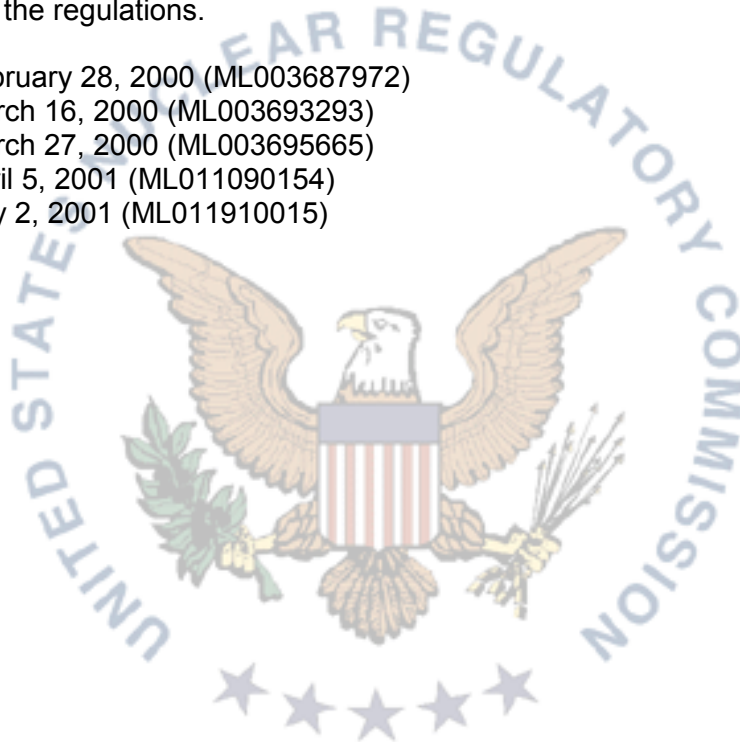 the regulations.
ruary 28, 2000 (ML003687972)
rch 16, 2000 (ML003693293)
rch 27, 2000 (ML003695665)
il 5, 2001 (ML011090154)
2, 2001 (ML011910015)
UNITED STATES NUCLEAR REGULATORY COMMISSION